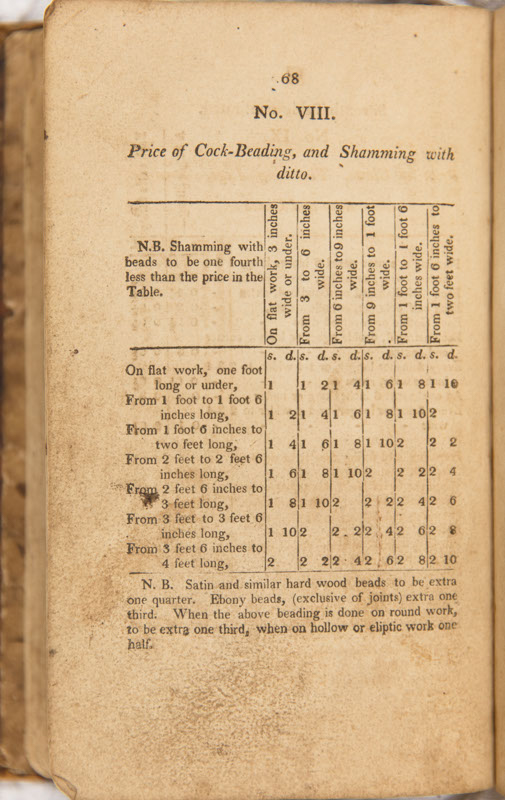 68
No. VIII.
Price of Cock-Beading, and Shamming with
ditto.
N.B. Shamming with
beads to be one fourth
less than the price in the
Table.
On flat work, 3 inches
wide or under.
From 3 to 6 inches
wide.
From 6 inches to 9 inches
wide.
From 9 inches to 1 foot
wide.
From 1 foot to 1 foot 6
inches wide.
From 1 foot 6 inches to
two feet wide.
s. d. s. d. s. d. s. d. s. d. s. d.
On flat work, one foot
long or under, 1 1 2 1 4 1 6 1 8 1 10
From 1 foot to 1 foot 6
inches long, 1 2 1 4 1 6 1 8 1 10 2
From 1 foot 6 inches to
two feet long, 1 4 1 6 1 8 1 10 2 2 2
From 2 feet to 2 feet 6
inches long, 1 6 1 8 1 10 2 2 2 2 4
From 2 feet 6 inches to
3 feet long, 1 8 1 10 2 2 2 2 4 2 6
From 3 feet to 3 feet 6
inches long, 1 10 2 2 2 2 4 2 6 2 8
From 3 feet 6 inches to
4 feet long, 2 2 2 2 4 2 6 2 8 2 10
N. B. Satin and similar hard wood beads to be extra
one quarter. Ebony beads, (exclusive of joints) extra one
third. When the above beading is done on round work,
to be extra one third, when on hollow or eliptic work one
half.